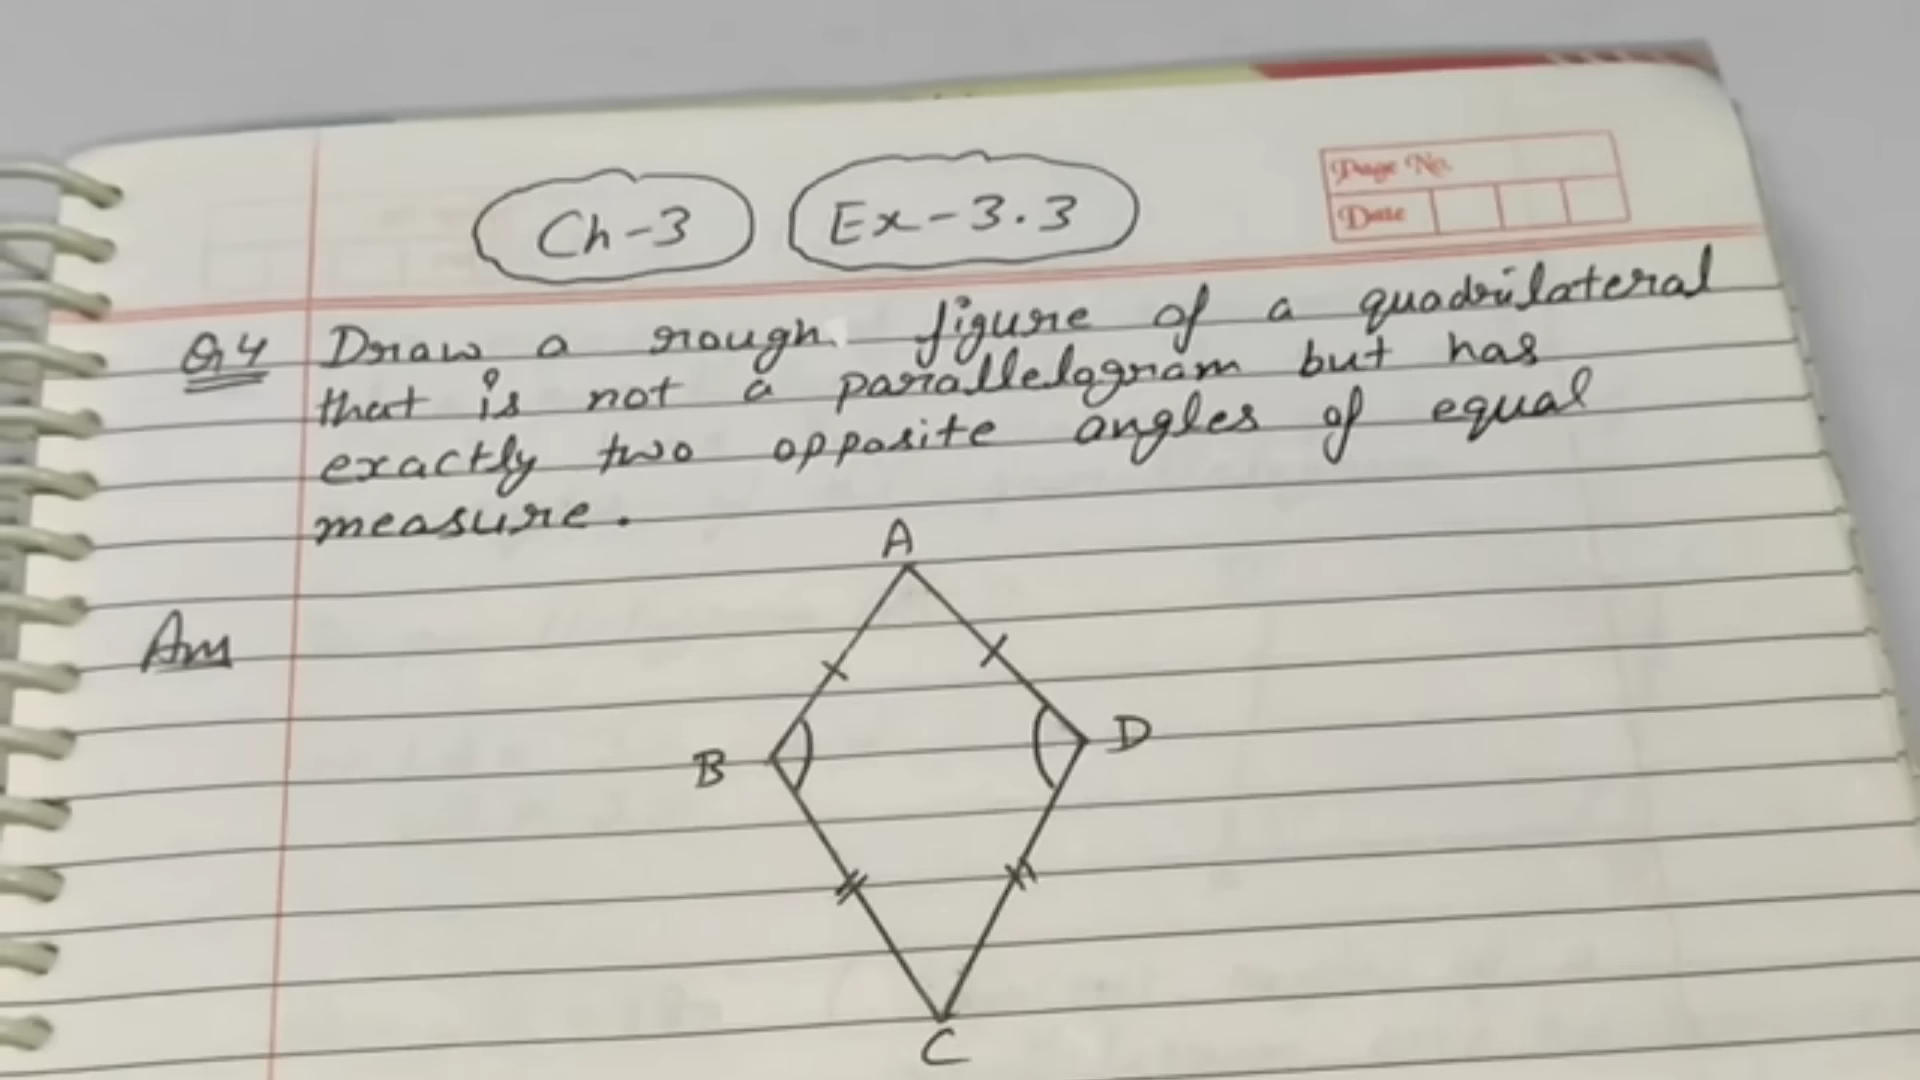 Ch-3 Ex-3.3
Page No.
Date
Q.4 Draw a rough figure of a quadrilateral
that is not a parallelogram but has
exactly two opposite angles of equal
measure.
Ans
A
B
D
C